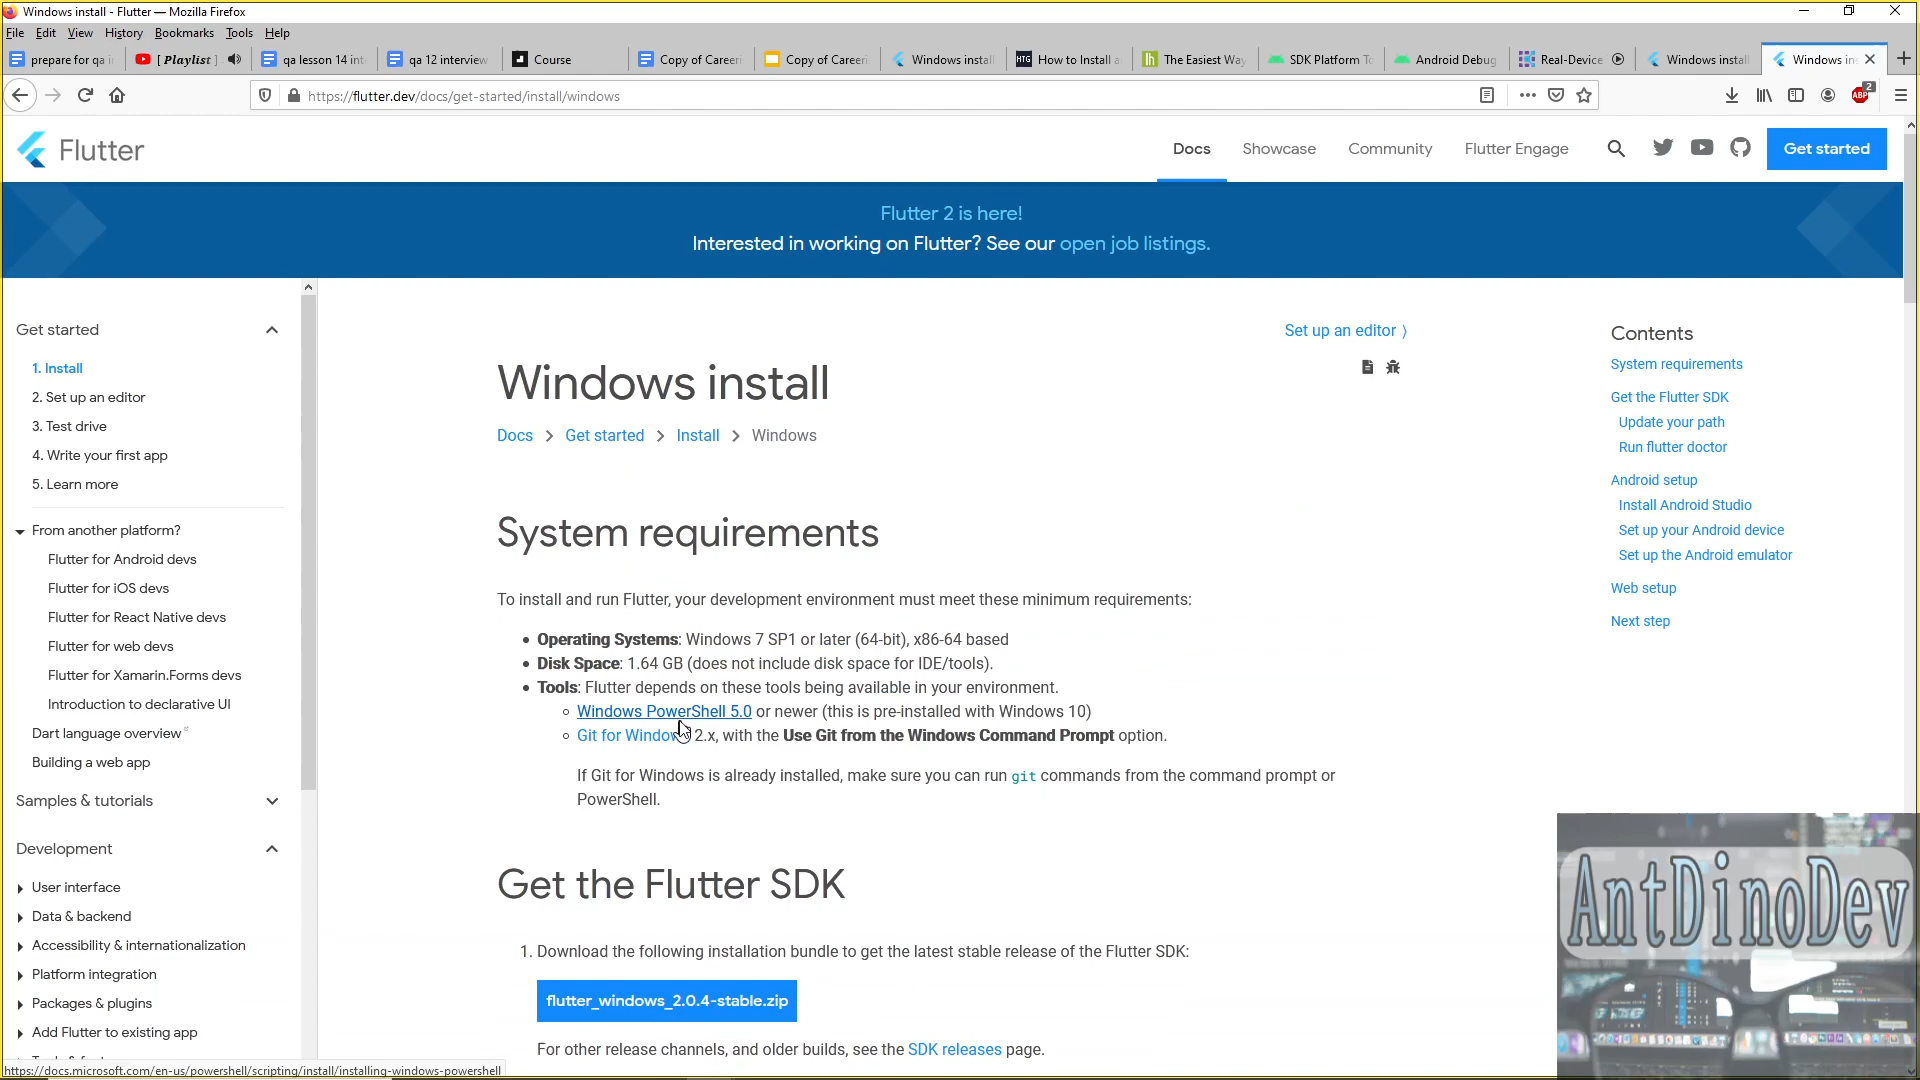 Windows install - Flutter — Mozilla Firefox
File Edit View History Bookmarks Tools Help
prepare for qa i
[ Playlist ]
qa lesson 14 int
qa 12 interview
Course
Copy of Careeri
Copy of Careeri
Windows install
HTG How to Install a
The Easiest Way
SDK Platform To
Android Debug
Real-Device
Windows install
Windows ins
https://flutter.dev/docs/get-started/install/windows
ABP 2
Flutter
Docs Showcase Community Flutter Engage Get started
Flutter 2 is here!
Interested in working on Flutter? See our open job listings.
Get started
1. Install
2. Set up an editor
3. Test drive
4. Write your first app
5. Learn more
From another platform?
Flutter for Android devs
Flutter for iOS devs
Flutter for React Native devs
Flutter for web devs
Flutter for Xamarin.Forms devs
Introduction to declarative UI
Dart language overview
Building a web app
Samples & tutorials
Development
User interface
Data & backend
Accessibility & internationalization
Platform integration
Packages & plugins
Add Flutter to existing app
Set up an editor
Windows install
Docs > Get started > Install > Windows
System requirements
To install and run Flutter, your development environment must meet these minimum requirements:
• Operating Systems: Windows 7 SP1 or later (64-bit), x86-64 based
• Disk Space: 1.64 GB (does not include disk space for IDE/tools).
• Tools: Flutter depends on these tools being available in your environment.
Windows PowerShell 5.0 or newer (this is pre-installed with Windows 10)
Git for Window 2.x, with the Use Git from the Windows Command Prompt option.
If Git for Windows is already installed, make sure you can run git commands from the command prompt or
PowerShell.
Get the Flutter SDK
1. Download the following installation bundle to get the latest stable release of the Flutter SDK:
flutter_windows_2.0.4-stable.zip
For other release channels, and older builds, see the SDK releases page.
Contents
System requirements
Get the Flutter SDK
Update your path
Run flutter doctor
Android setup
Install Android Studio
Set up your Android device
Set up the Android emulator
Web setup
Next step
AntDinoDev
https://docs.microsoft.com/en-us/powershell/scripting/install/installing-windows-powershell